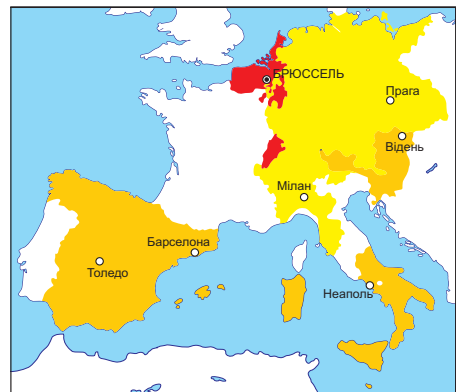 БРЮССЕЛЬ
Прага
Відень
Мілан
Барселона
Толедо
Неаполь